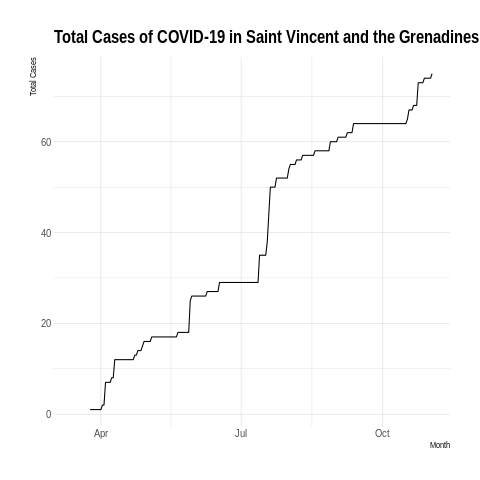 Total Cases of COVID-19 in Saint Vincent and the Grenadines
Total Cases
60
40
20
0
Apr Jul Oct
Month